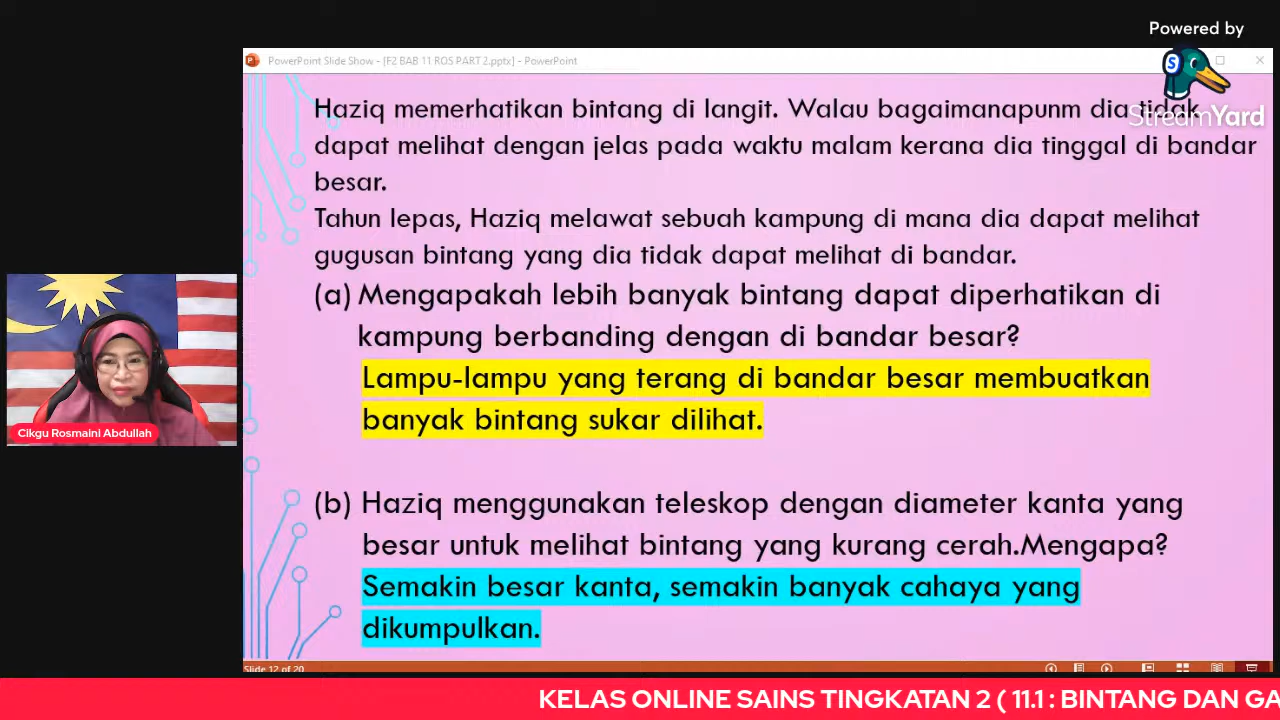 Powered by
StreamYard
PowerPoint Slide Show - [F2 BAB 11 ROS PART 2.pptx] - PowerPoint
Haziq memerhatikan bintang di langit. Walau bagaimanapunm dia tidak
dapat melihat dengan jelas pada waktu malam kerana dia tinggal di bandar
besar.
Tahun lepas, Haziq melawat sebuah kampung di mana dia dapat melihat
gugusan bintang yang dia tidak dapat melihat di bandar.
(a) Mengapakah lebih banyak bintang dapat diperhatikan di
kampung berbanding dengan di bandar besar?
Lampu-lampu yang terang di bandar besar membuatkan
banyak bintang sukar dilihat.
(b) Haziq menggunakan teleskop dengan diameter kanta yang
besar untuk melihat bintang yang kurang cerah.Mengapa?
Semakin besar kanta, semakin banyak cahaya yang
dikumpulkan.
Slide 12 of 20
Cikgu Rosmaini Abdullah
KELAS ONLINE SAINS TINGKATAN 2 ( 11.1 : BINTANG DAN GA